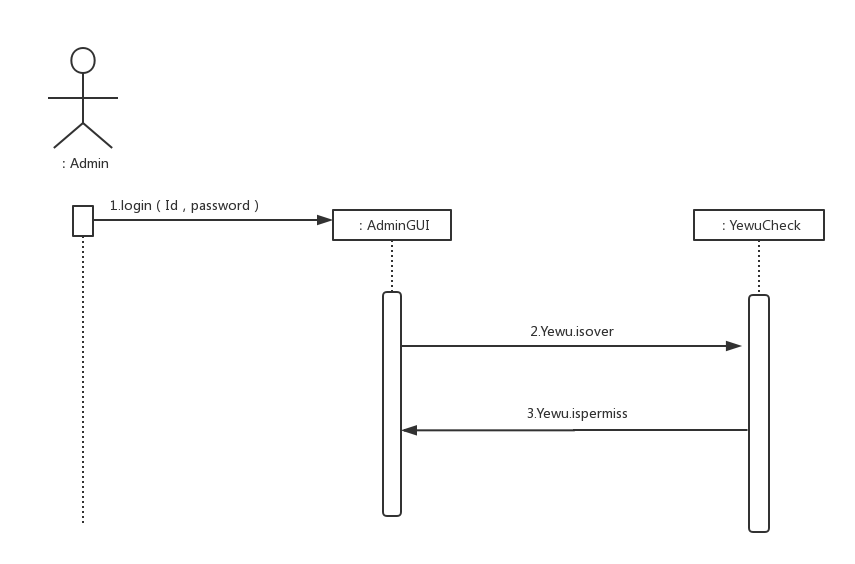 : Admin
1.login ( Id , password )
: AdminGUI
: YewuCheck
2.Yewu.isover
3.Yewu.ispermiss